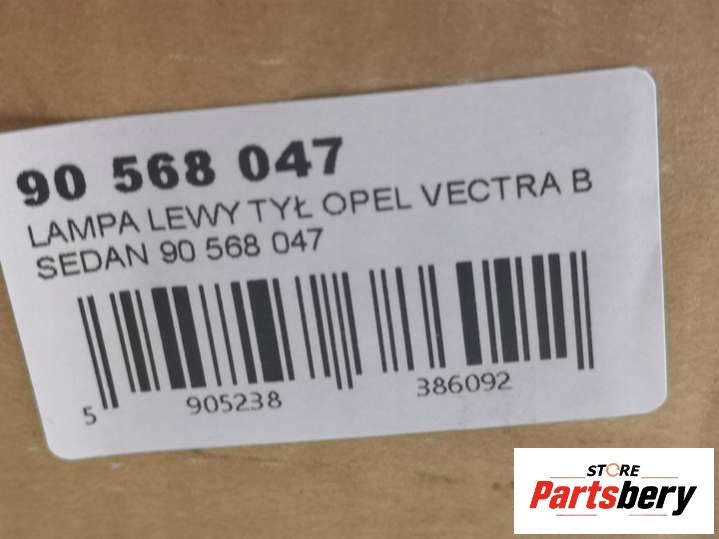 90 568 047
LAMPA LEWY TYŁ OPEL VECTRA B
SEDAN 90 568 047
5 905238 386092
STORE
Partsbery